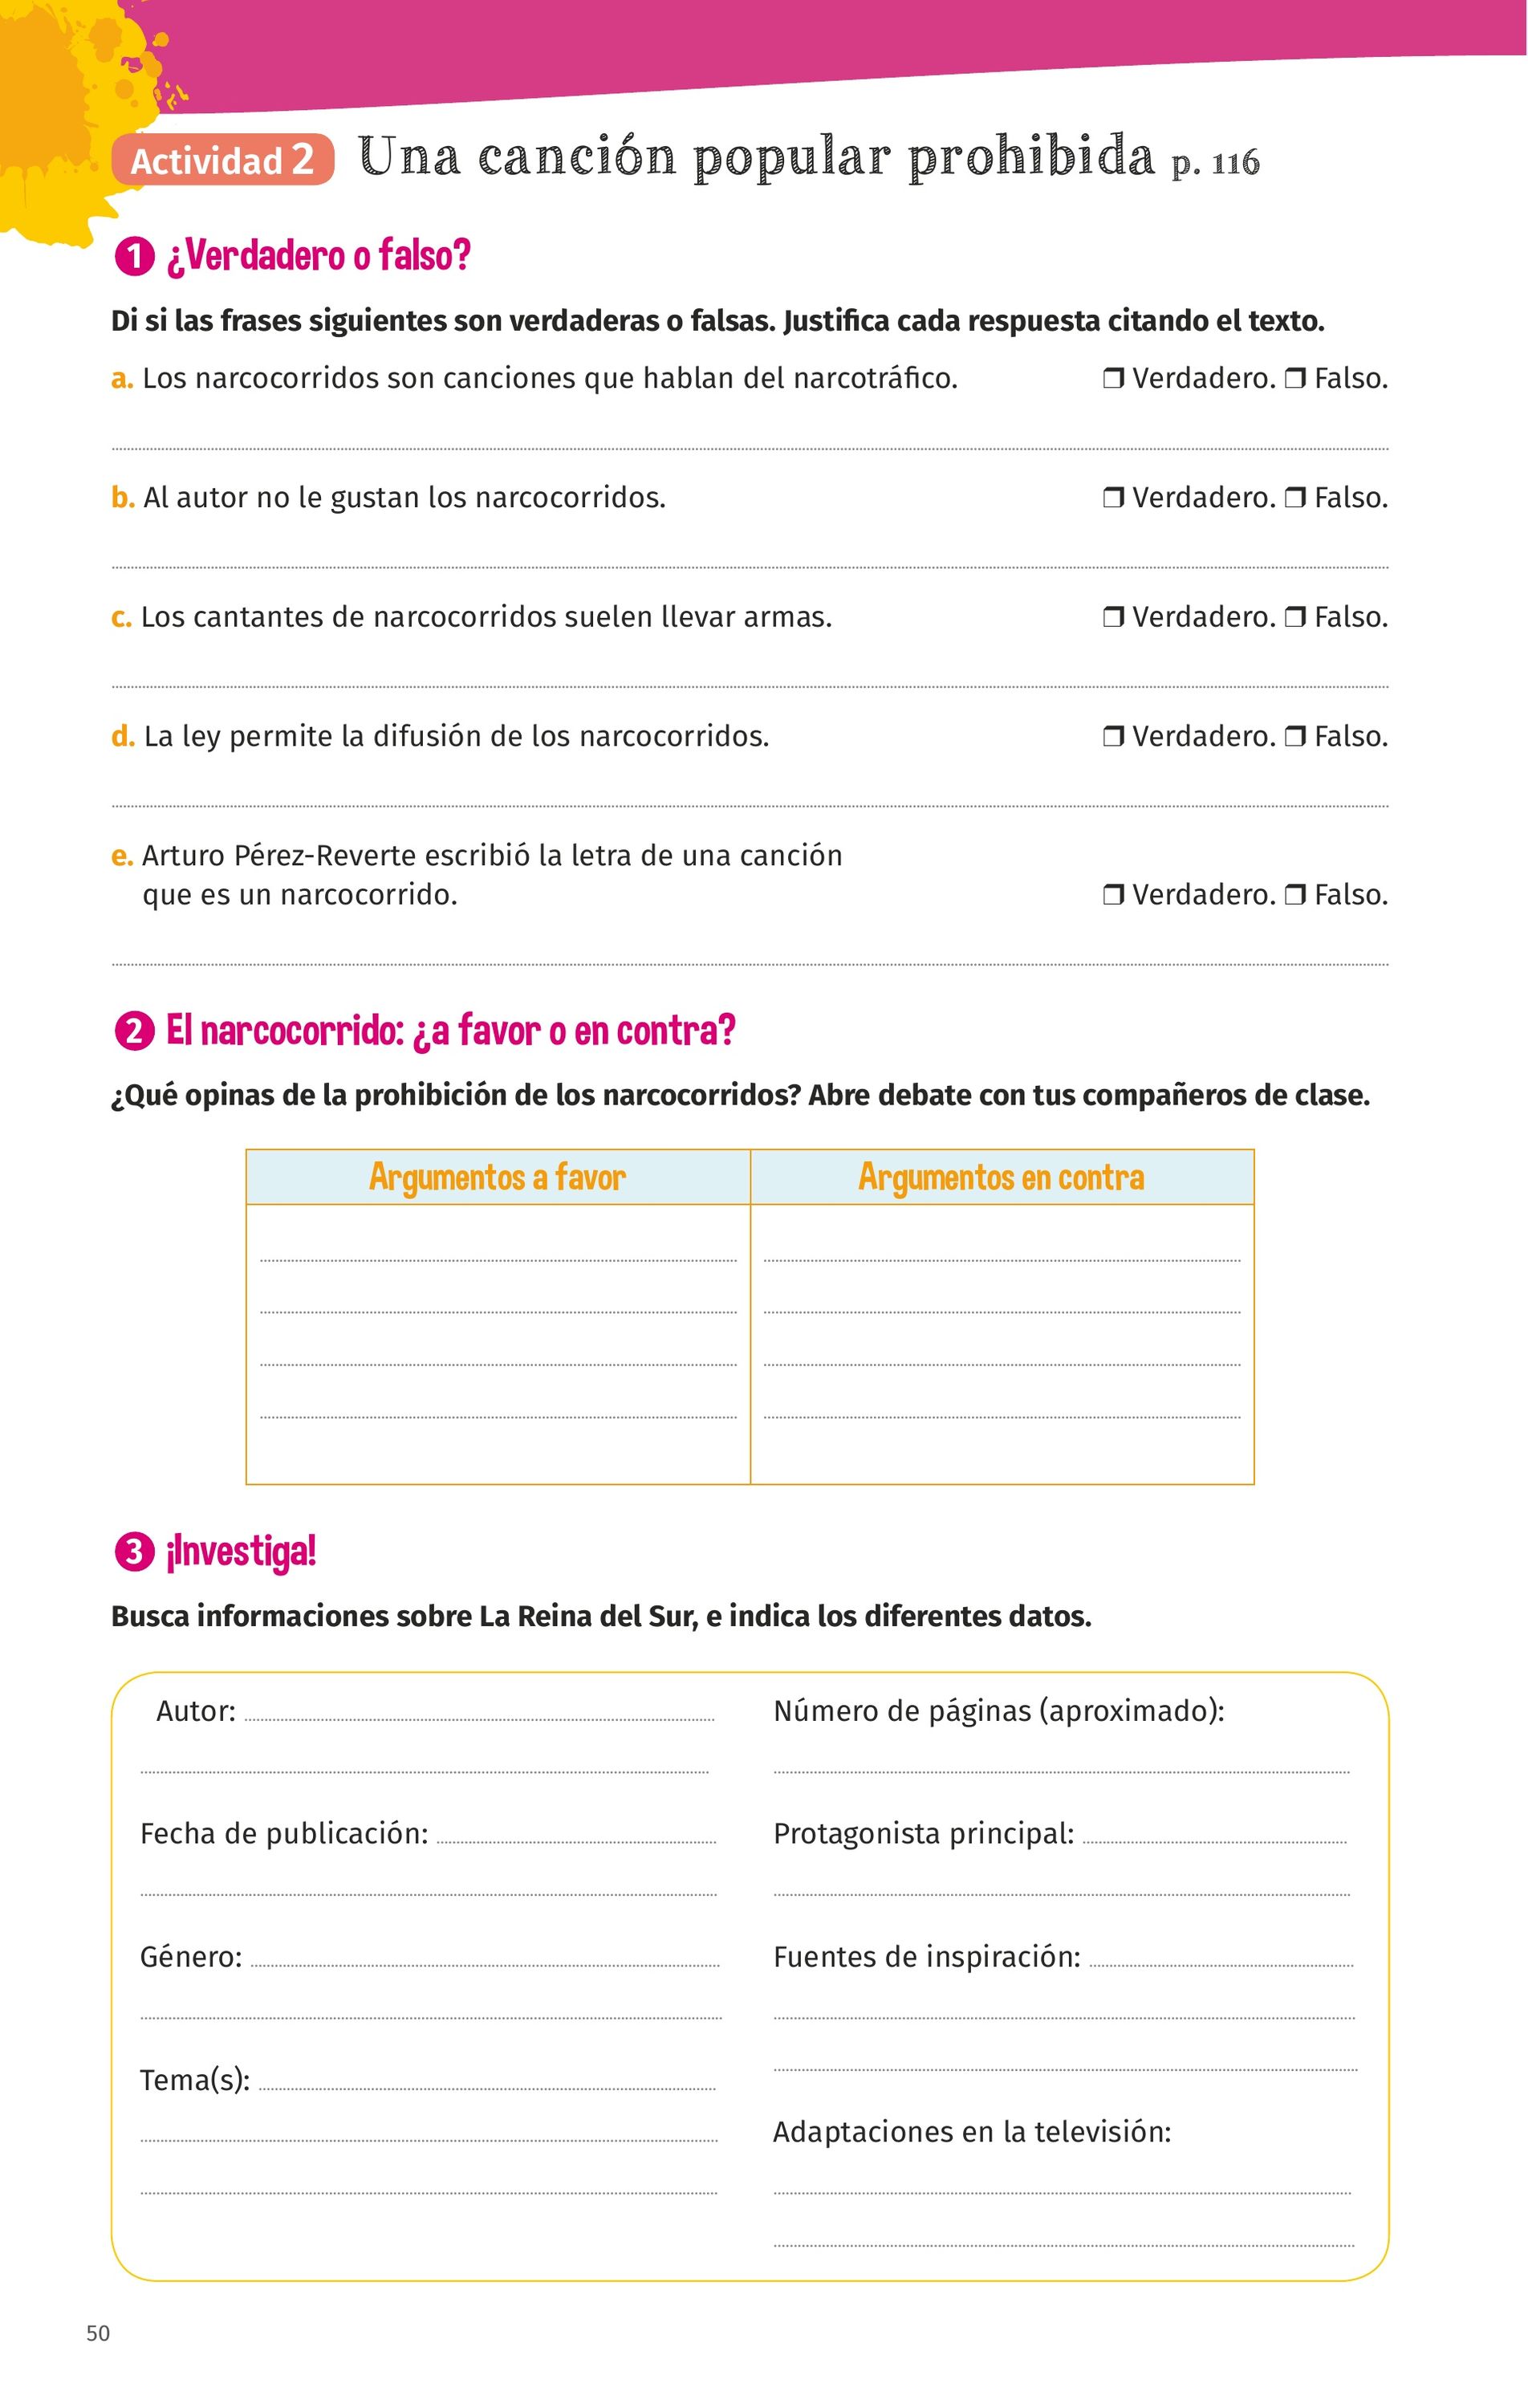 Actividad 2 Una canción popular prohibida p. 116
1 ¿Verdadero o falso?
Di si las frases siguientes son verdaderas o falsas. Justifica cada respuesta citando el texto.
a. Los narcocorridos son canciones que hablan del narcotráfico. ❒ Verdadero. ❒ Falso.
b. Al autor no le gustan los narcocorridos. ❒ Verdadero. ❒ Falso.
c. Los cantantes de narcocorridos suelen llevar armas. ❒ Verdadero. ❒ Falso.
d. La ley permite la difusión de los narcocorridos. ❒ Verdadero. ❒ Falso.
e. Arturo Pérez-Reverte escribió la letra de una canción
que es un narcocorrido. ❒ Verdadero. ❒ Falso.
2 El narcocorrido: ¿a favor o en contra?
¿Qué opinas de la prohibición de los narcocorridos? Abre debate con tus compañeros de clase.
Argumentos a favor
Argumentos en contra
3 ¡Investiga!
Busca informaciones sobre La Reina del Sur, e indica los diferentes datos.
Autor:
Fecha de publicación:
Género:
Tema(s):
Número de páginas (aproximado):
Protagonista principal:
Fuentes de inspiración:
Adaptaciones en la televisión:
50